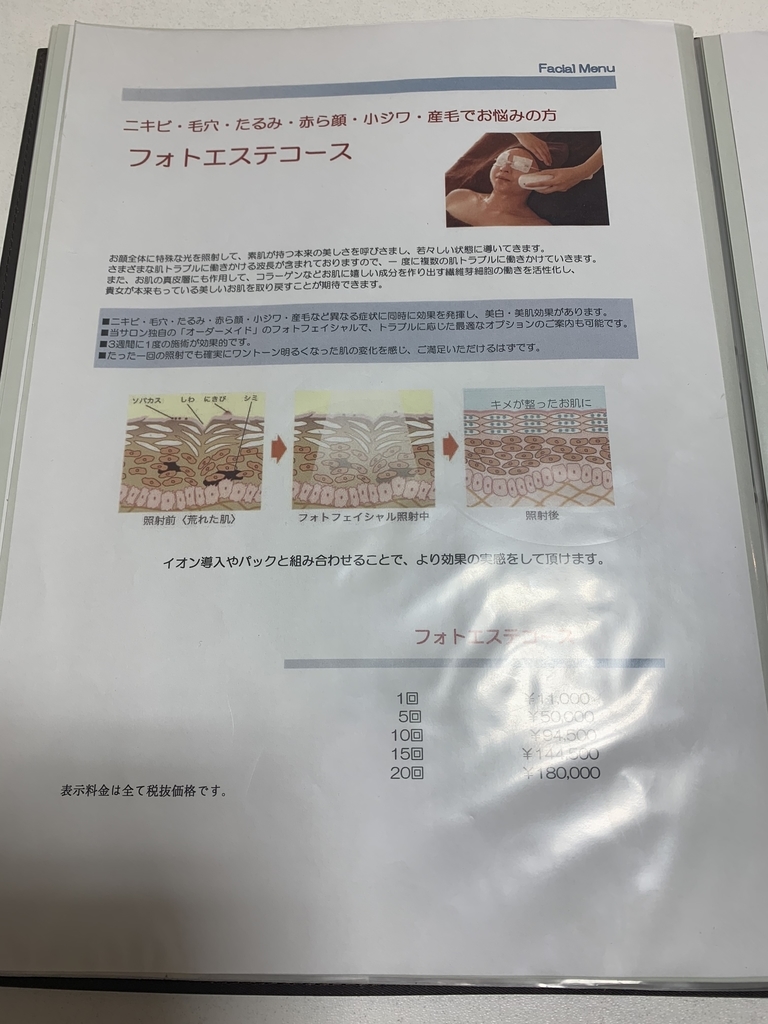 Facial Menu
ニキビ・毛穴・たるみ・赤ら顔・小ジワ・産毛でお悩みの方
フォトエステコース
お顔全体に特殊な光を照射して、素肌が持つ本来の美しさを呼びさまし、若々しい状態に導いてきます。
さまざまな肌トラブルに働きかける波長が含まれておりますので、一度に複数の肌トラブルに働きかけていきます。
また、お肌の真皮層にも作用して、コラーゲンなどお肌に嬉しい成分を作り出す繊維芽細胞の働きを活性化し、
貴女が本来もっている美しいお肌を取り戻すことが期待できます。
■ニキビ・毛穴・たるみ・赤ら顔・小ジワ・産毛など異なる症状に同時に効果を発揮し、美白・美肌効果があります。
■当サロン独自の「オーダーメイド」のフォトフェイシャルで、トラブルに応じた最適なオプションのご案内も可能です。
■3週間に1度の施術が効果的です。
■たった一回の照射でも確実にワントーン明るくなった肌の変化を感じ、ご満足いただけるはずです。
ソバカス しわ にきび シミ
キメが整ったお肌に
照射前〈荒れた肌〉 フォトフェイシャル照射中 照射後
イオン導入やパックと組み合わせることで、より効果の実感をして頂けます。
フォトエステコース
1回 ¥11,000
5回 ¥50,000
10回 ¥94,500
15回 ¥144,500
20回 ¥180,000
表示料金は全て税抜価格です。